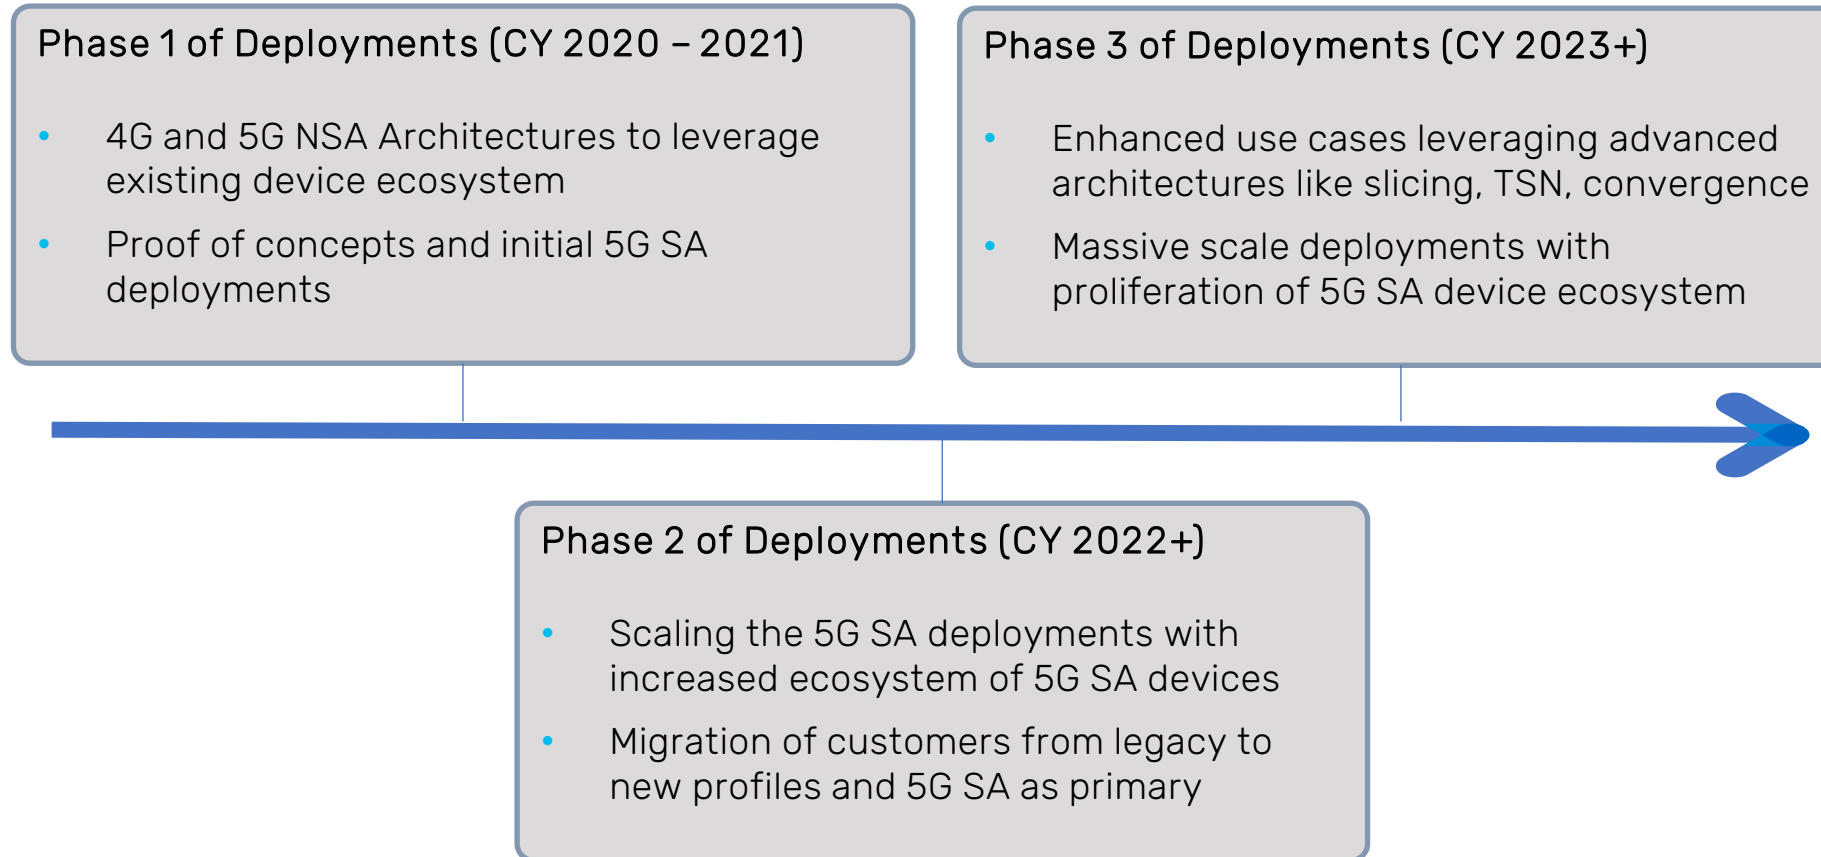 Phase 1 of Deployments (CY 2020 – 2021)
• 4G and 5G NSA Architectures to leverage
existing device ecosystem
• Proof of concepts and initial 5G SA
deployments
Phase 3 of Deployments (CY 2023+)
• Enhanced use cases leveraging advanced
architectures like slicing, TSN, convergence
• Massive scale deployments with
proliferation of 5G SA device ecosystem
Phase 2 of Deployments (CY 2022+)
• Scaling the 5G SA deployments with
increased ecosystem of 5G SA devices
• Migration of customers from legacy to
new profiles and 5G SA as primary